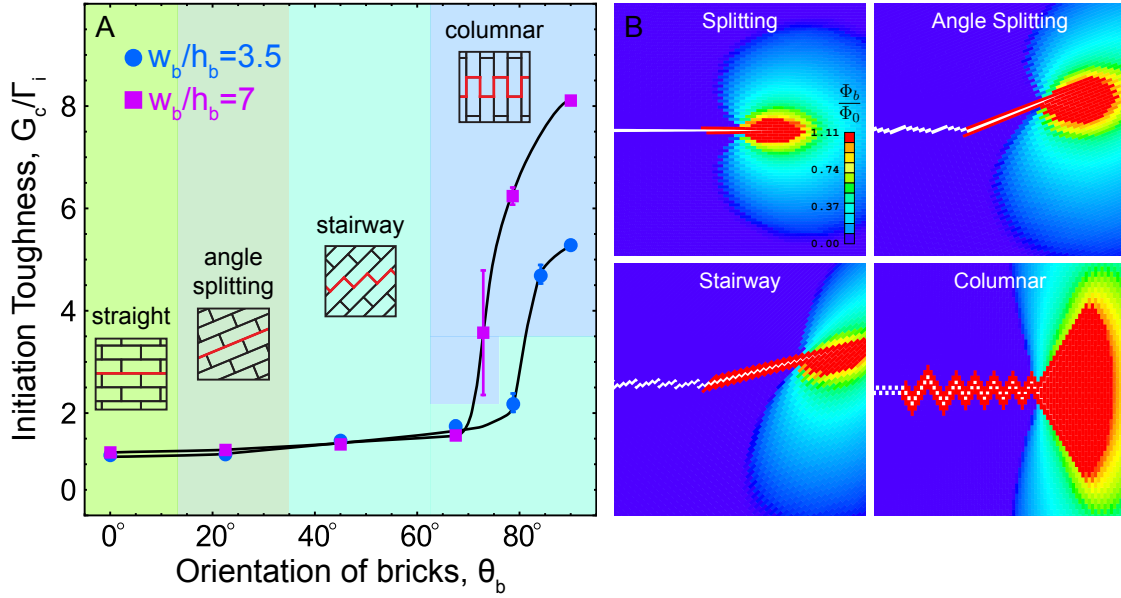 A
w_b/h_b=3.5
w_b/h_b=7
columnar
stairway
angle
splitting
straight
Initiation Toughness, G_c/Γ_i
8
6
4
2
0
0° 20° 40° 60° 80°
Orientation of bricks, θ_b
B
Splitting
Φ_b
Φ_0
1.11
0.74
0.37
0.00
Angle Splitting
Stairway
Columnar